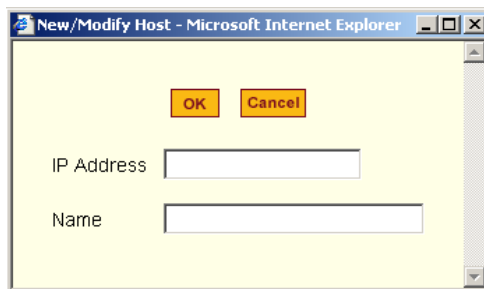 New/Modify Host - Microsoft Internet Explorer
OK Cancel
IP Address
Name